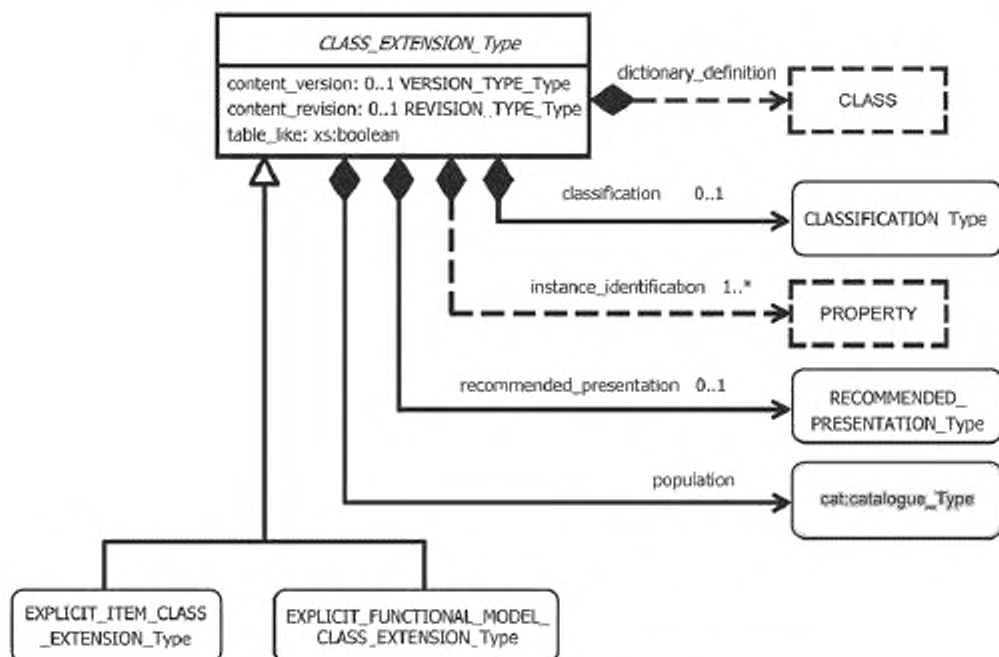 CLASS_EXTENSION_Type
content_version: 0..1 VERSION_TYPE_Type
content_revision: 0..1 REVISION_TYPE_Type
table_like: xs:boolean
dictionary_definition
CLASS
classification 0..1
CLASSIFICATION Type
instance_identification 1..*
PROPERTY
recommended_presentation 0..1
RECOMMENDED_
PRESENTATION_Type
population
cat:catalogue_Type
EXPLICIT_ITEM_CLASS
_EXTENSION_Type
EXPLICIT_FUNCTIONAL_MODEL_
CLASS_EXTENSION_Type